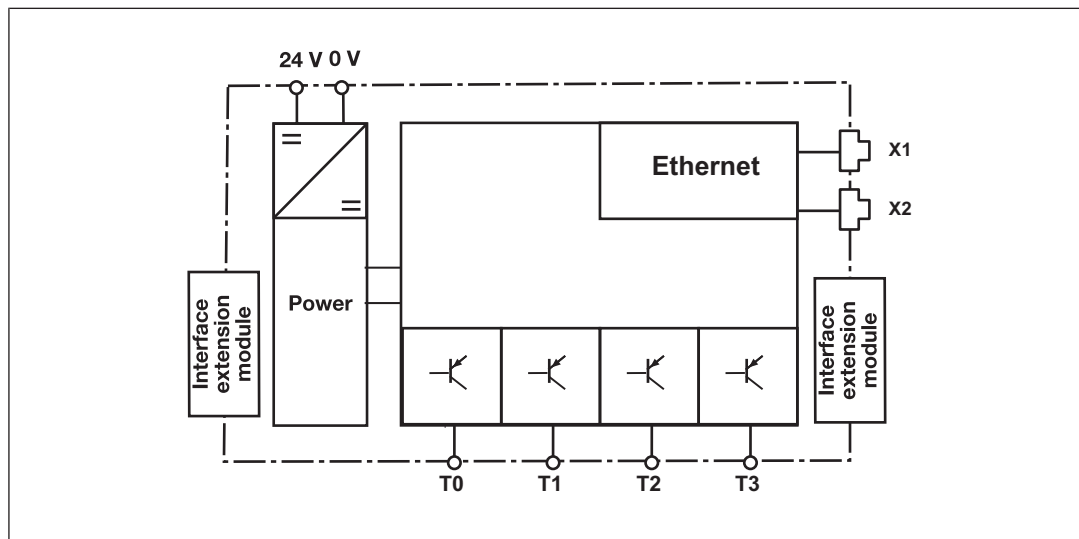 24 V 0 V
Ethernet
X1
X2
Power
Interface
extension
module
Interface
extension
module
T0 T1 T2 T3